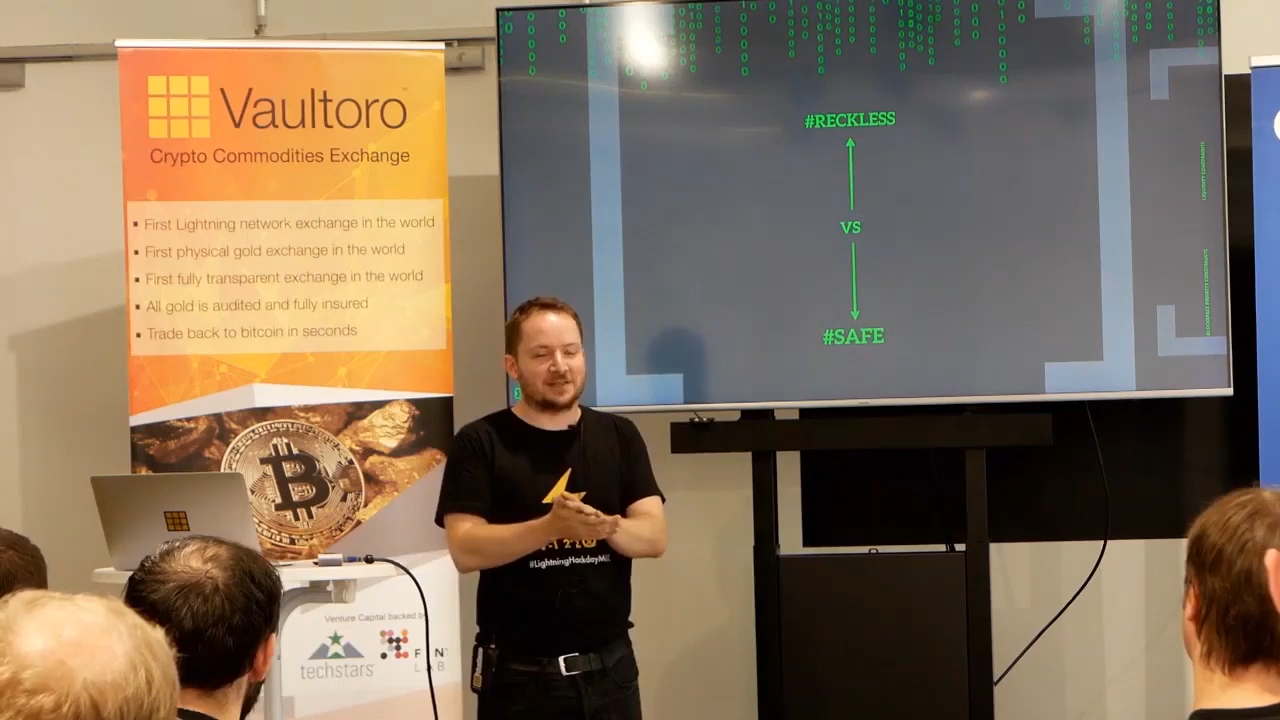 Vaultoro
Crypto Commodities Exchange
▪ First Lightning network exchange in the world
▪ First physical gold exchange in the world
▪ First fully transparent exchange in the world
▪ All gold is audited and fully insured
▪ Trade back to bitcoin in seconds
Venture Capital backed
techstars
#RECKLESS
VS
#SAFE
LIQUIDITY CONSTRAINTS